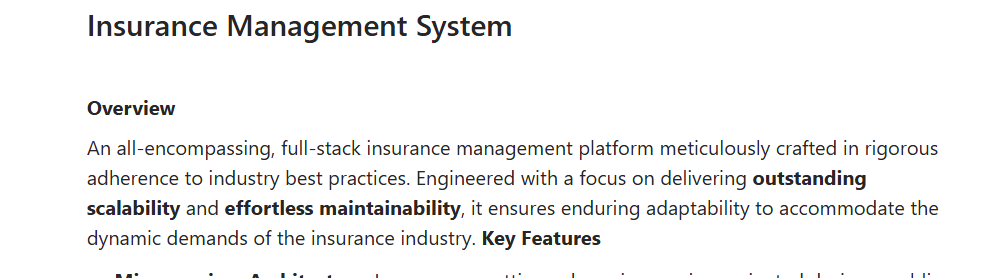 Insurance Management System
Overview
An all-encompassing, full-stack insurance management platform meticulously crafted in rigorous
adherence to industry best practices. Engineered with a focus on delivering outstanding
scalability and effortless maintainability, it ensures enduring adaptability to accommodate the
dynamic demands of the insurance industry. Key Features